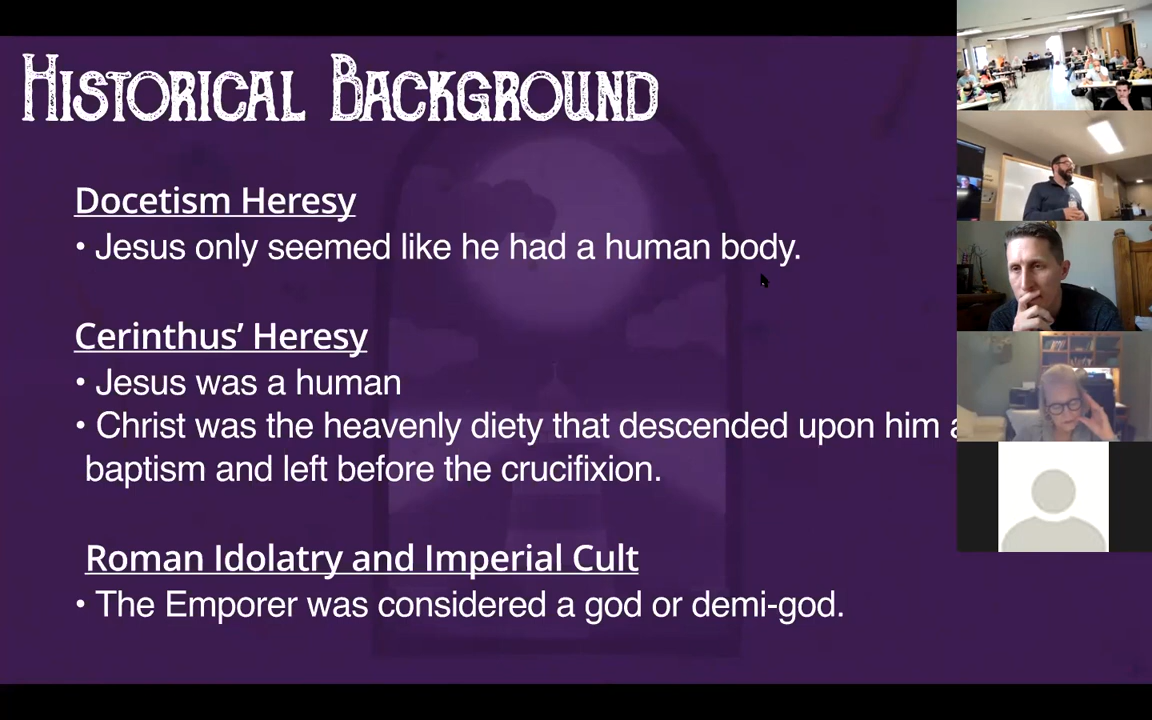 Historical Background
Docetism Heresy
• Jesus only seemed like he had a human body.
Cerinthus’ Heresy
• Jesus was a human
• Christ was the heavenly diety that descended upon him
baptism and left before the crucifixion.
Roman Idolatry and Imperial Cult
• The Emporer was considered a god or demi-god.